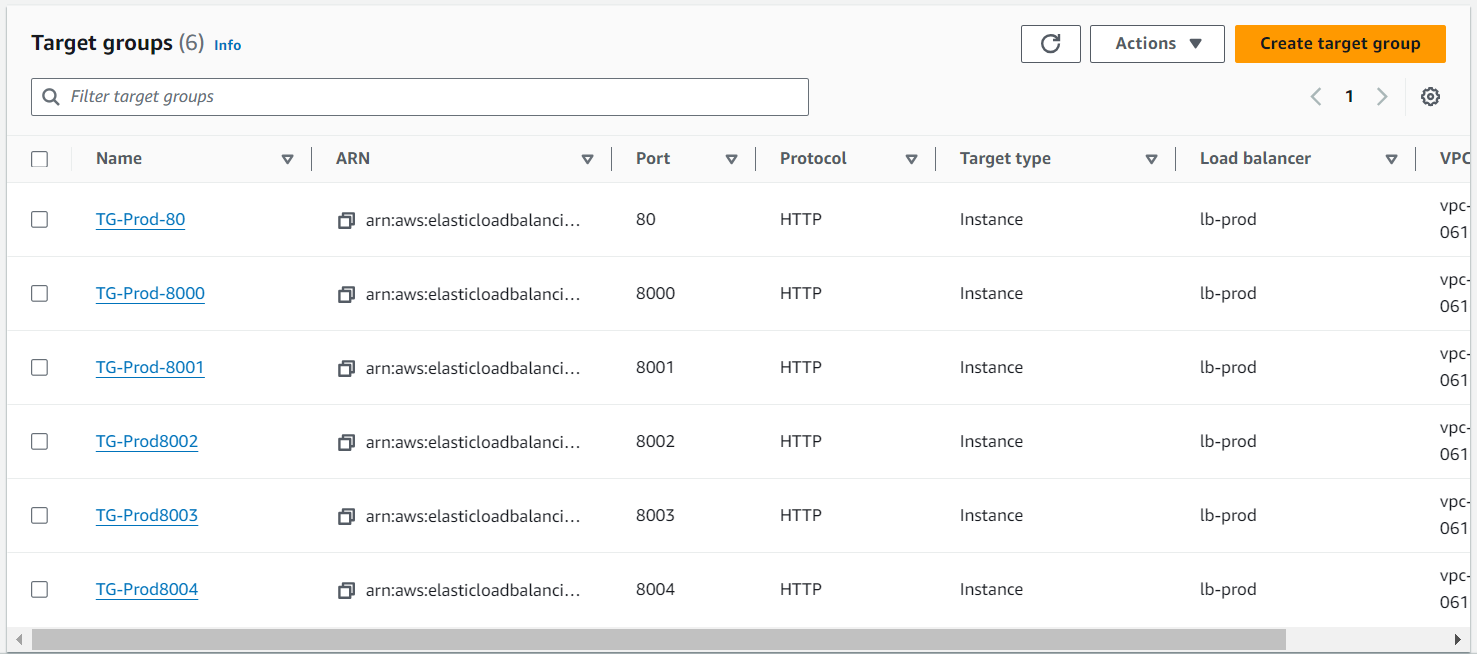 Target groups (6) Info
Actions
Create target group
Filter target groups
1
Name ARN Port Protocol Target type Load balancer VPC
TG-Prod-80 arn:aws:elasticloadbalanci... 80 HTTP Instance lb-prod vpc-
061
TG-Prod-8000 arn:aws:elasticloadbalanci... 8000 HTTP Instance lb-prod vpc-
061
TG-Prod-8001 arn:aws:elasticloadbalanci... 8001 HTTP Instance lb-prod vpc-
061
TG-Prod8002 arn:aws:elasticloadbalanci... 8002 HTTP Instance lb-prod vpc-
061
TG-Prod8003 arn:aws:elasticloadbalanci... 8003 HTTP Instance lb-prod vpc-
061
TG-Prod8004 arn:aws:elasticloadbalanci... 8004 HTTP Instance lb-prod vpc-
061